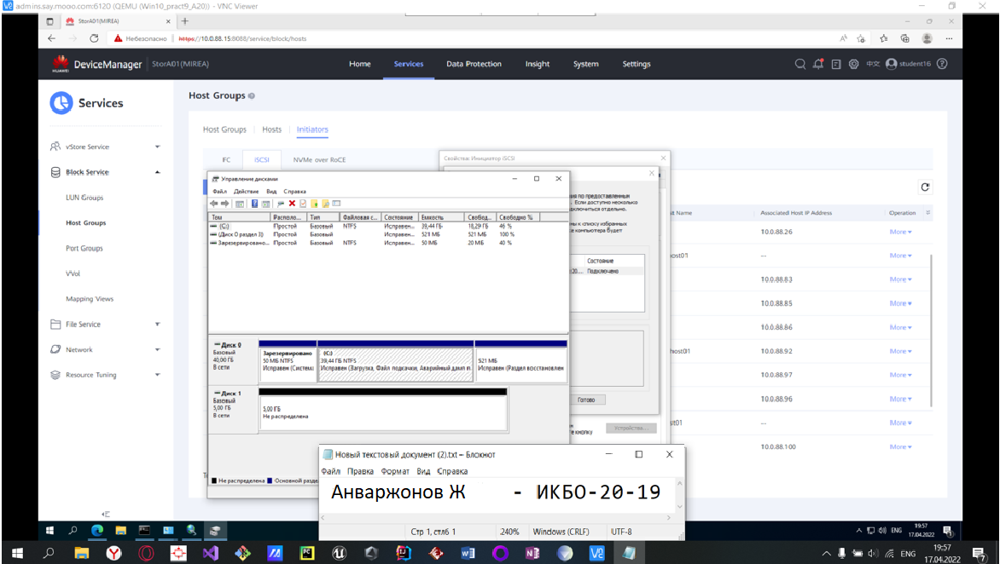 admins.say.mooo.com:6120 (QEMU (Win10_pract9_A20)) - VNC Viewer
StorA01(MIREA)
Небезопасно https://10.0.88.15:8088/service/block/hosts
HUAWEI DeviceManager StorA01(MIREA) Home Services Data Protection Insight System Settings 中文 student16
Services
Host Groups
vStore Service
Block Service
LUN Groups
Host Groups
Port Groups
VVol
Mapping Views
File Service
Network
Resource Tuning
Host Groups Hosts Initiators
FC iSCSI NVMe over RoCE
Свойства: Инициатор iSCSI
по предоставленным
Если доступно несколько
подключиться отдельно.
к списку избранных
компьютера будет
Состояние
Подключено
Готово
кнопку
Устройства...
Name Associated Host IP Address Operation
10.0.88.26 More
host01 -- More
10.0.88.83 More
10.0.88.85 More
10.0.88.86 More
host01 10.0.88.92 More
10.0.88.97 More
10.0.88.96 More
-- More
10.0.88.100 More
Управление дисками
Файл Действие Вид Справка
Том Располо... Тип Файловая с... Состояние Емкость Свобод... Свободно %
(C:) Простой Базовый NTFS Исправен... 39,44 ГБ 18,29 ГБ 46 %
(Диск 0 раздел 3) Простой Базовый Исправен... 521 МБ 521 МБ 100 %
Зарезервировано... Простой Базовый NTFS Исправен... 50 МБ 20 МБ 40 %
Диск 0
Базовый
40,00 ГБ
В сети
Зарезервировано
50 МБ NTFS
Исправен (Система
(C:)
39,44 ГБ NTFS
Исправен (Загрузка, Файл подкачки, Аварийный дамп п
521 МБ
Исправен (Раздел восстановлен
Диск 1
Базовый
5,00 ГБ
В сети
5,00 ГБ
Не распределена
Не распределена Основной разде
Новый текстовый документ (2).txt – Блокнот
Файл Правка Формат Вид Справка
Анваржонов Ж - ИКБО-20-19
Стр 1, стлб 1 240% Windows (CRLF) UTF-8
ENG 19:57
17.04.2022
ENG 19:57
17.04.2022
7